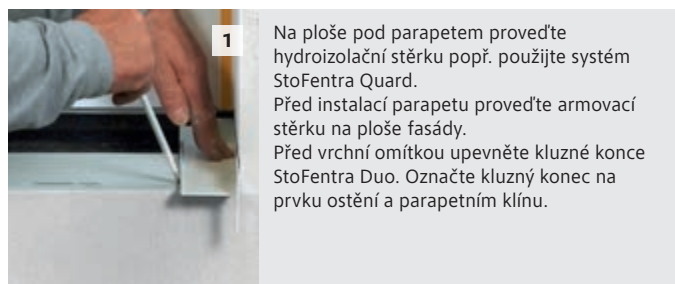 1
Na ploše pod parapetem proveďte
hydroizolační stěrku popř. použijte systém
StoFentra Quard.
Před instalací parapetu proveďte armovací
stěrku na ploše fasády.
Před vrchní omítkou upevněte kluzné konce
StoFentra Duo. Označte kluzný konec na
prvku ostění a parapetním klínu.